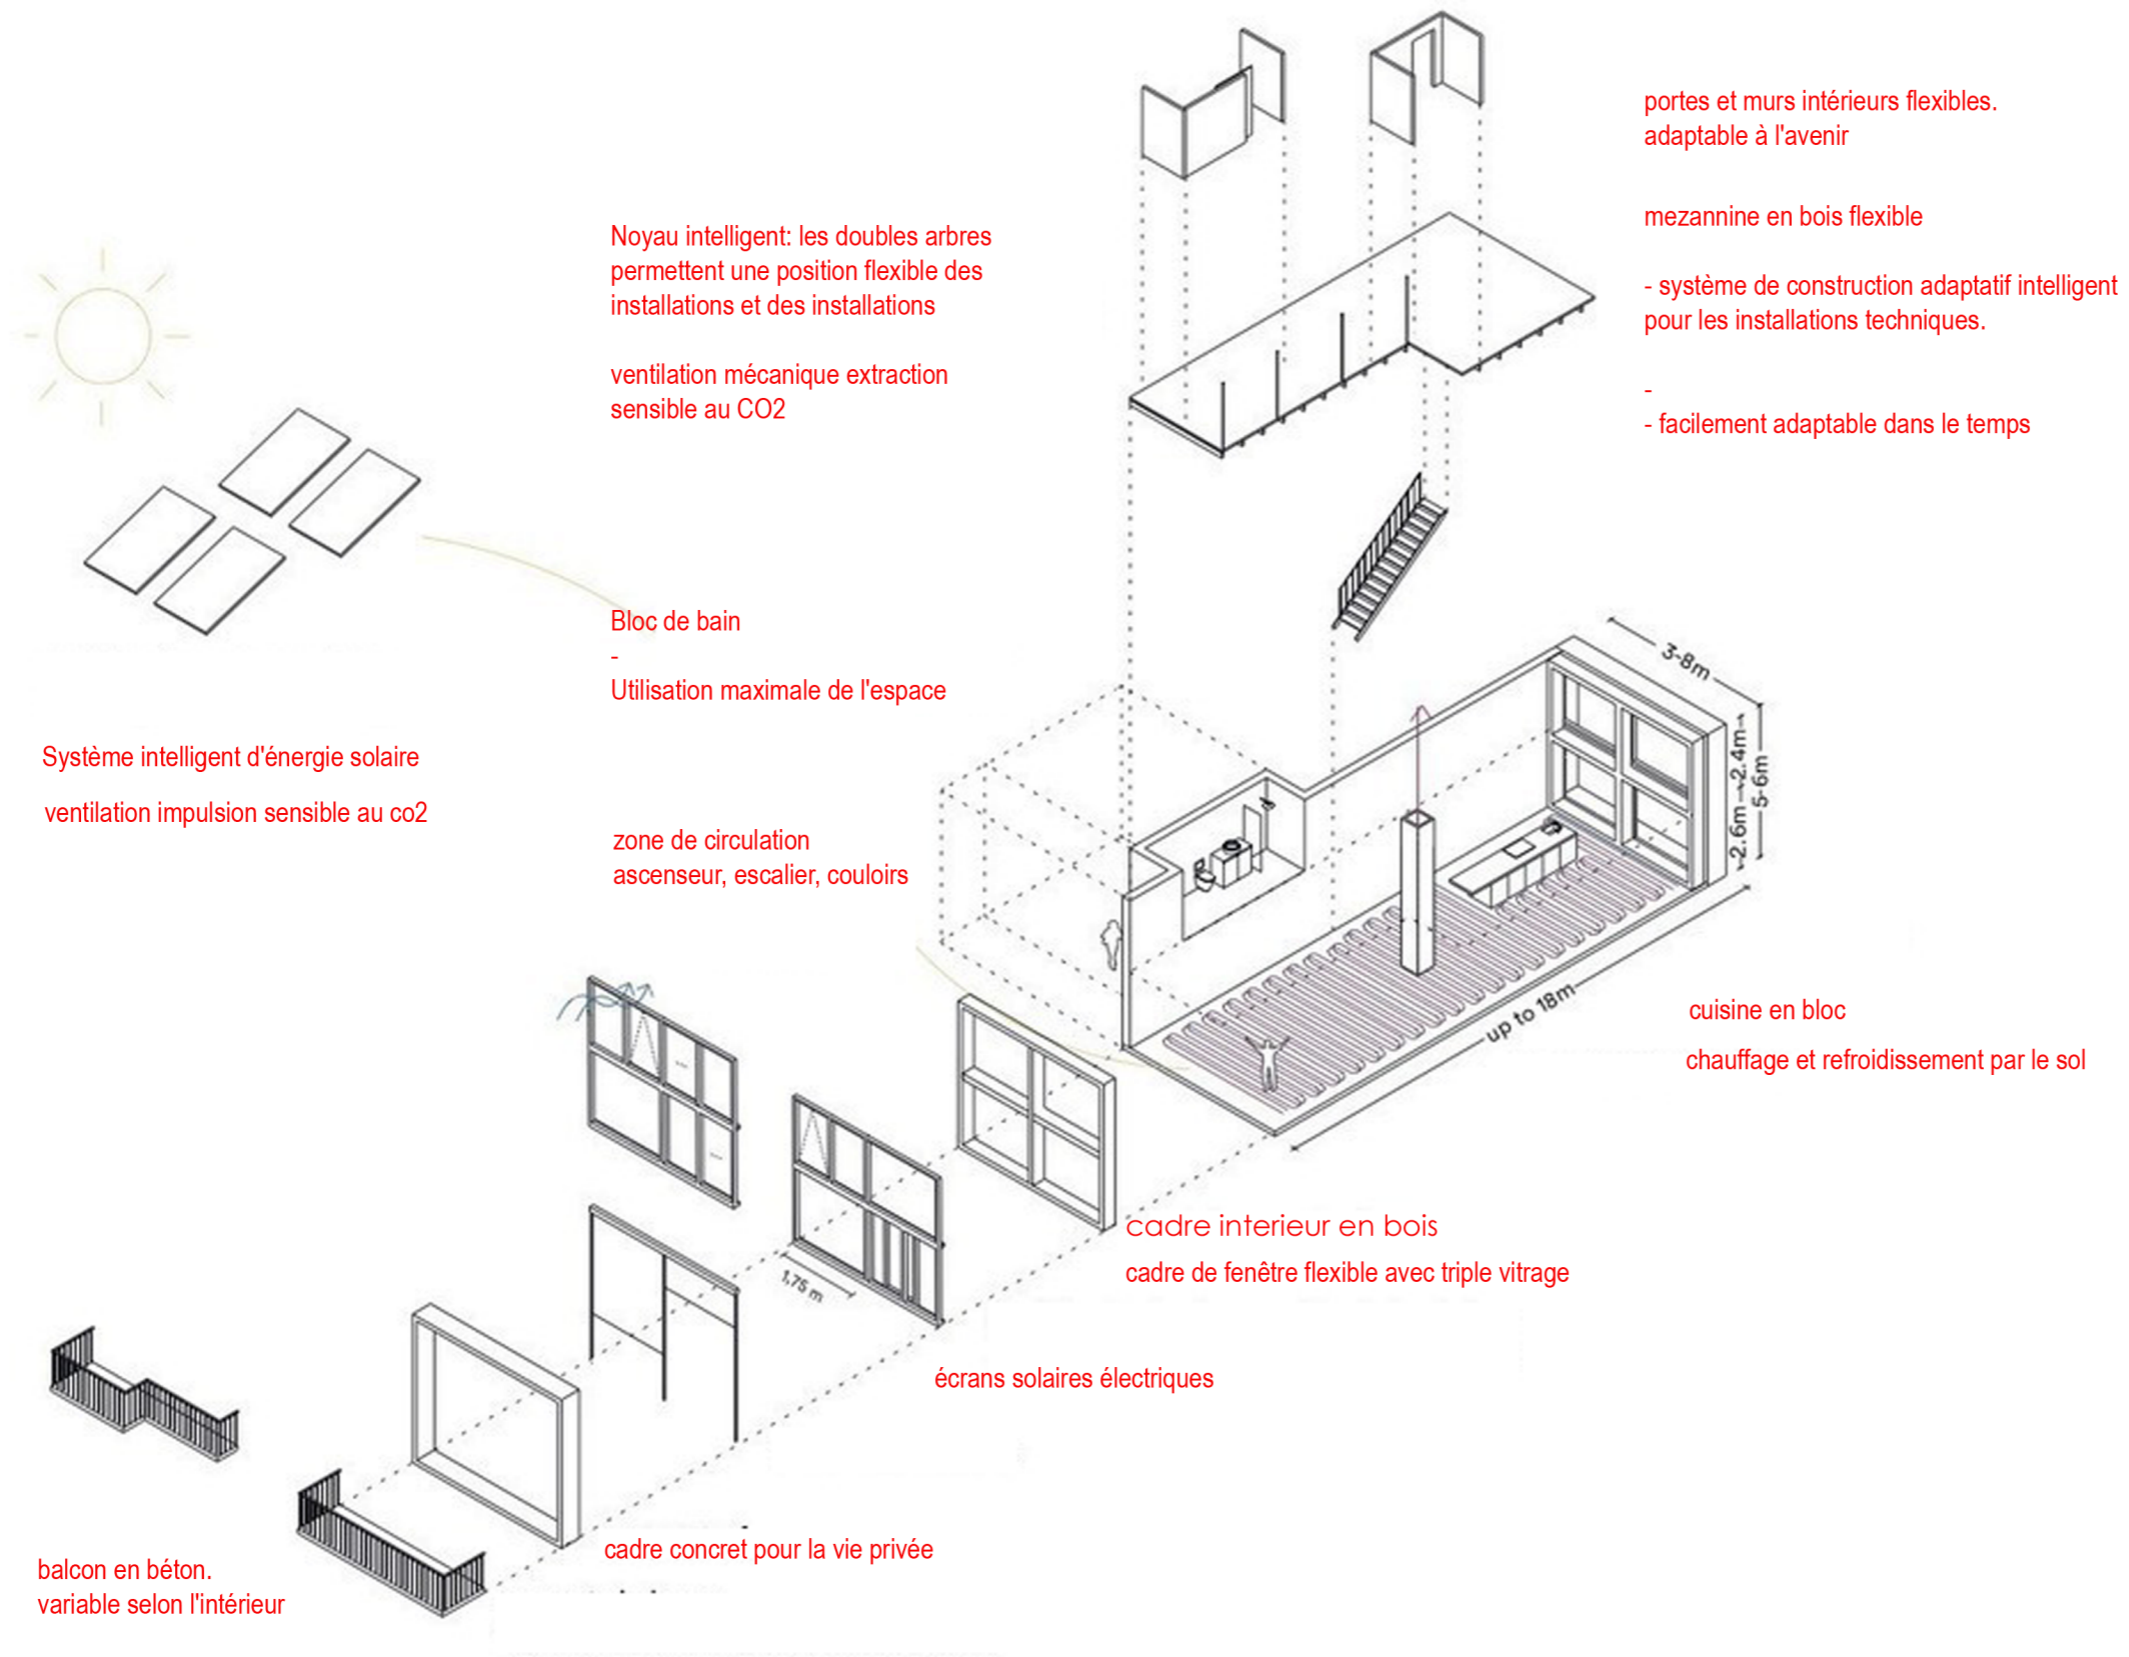 portes et murs intérieurs flexibles.
adaptable à l'avenir
mezannine en bois flexible
- système de construction adaptatif intelligent
pour les installations techniques.
-
- facilement adaptable dans le temps
Noyau intelligent: les doubles arbres
permettent une position flexible des
installations et des installations
ventilation mécanique extraction
sensible au CO2
Bloc de bain
-
Utilisation maximale de l'espace
Système intelligent d'énergie solaire
ventilation impulsion sensible au co2
zone de circulation
ascenseur, escalier, couloirs
3-8m
2.6m
2.4m
5-6m
up to 18m
cuisine en bloc
chauffage et refroidissement par le sol
cadre interieur en bois
cadre de fenêtre flexible avec triple vitrage
1,75 m
écrans solaires électriques
cadre concret pour la vie privée
balcon en béton.
variable selon l'intérieur